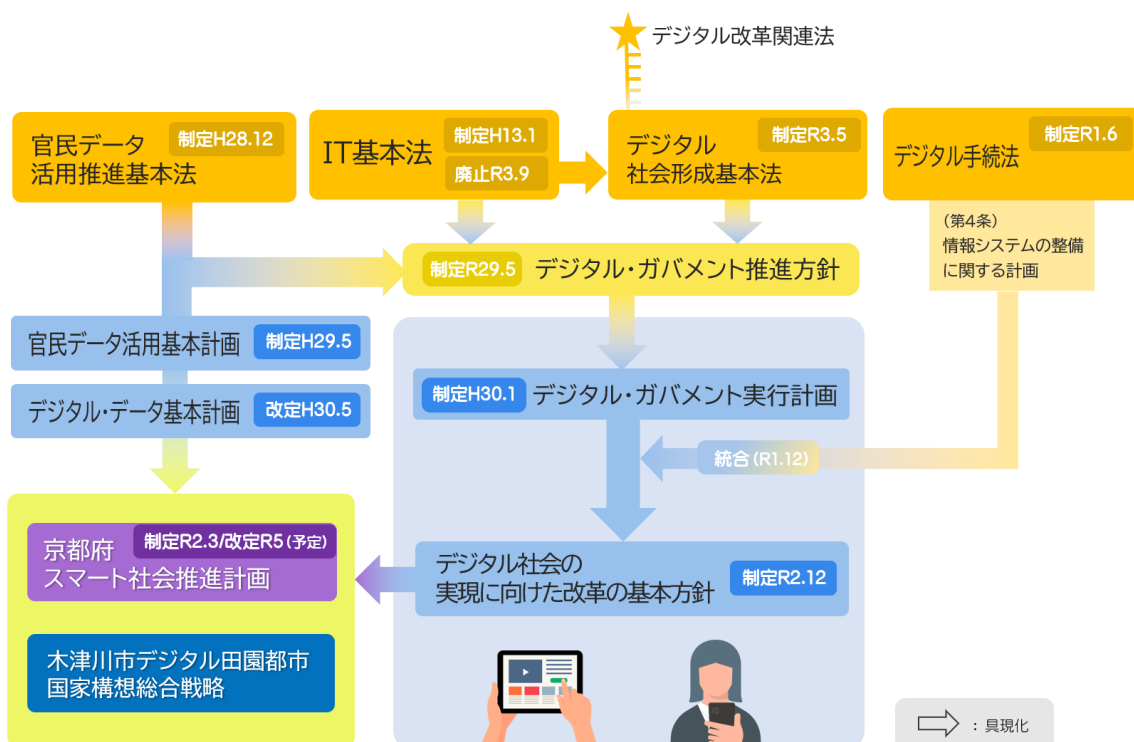 デジタル改革関連法
官民データ
活用推進基本法
制定H28.12
IT基本法
制定H13.1
廃止R3.9
デジタル
社会形成基本法
制定R3.5
デジタル手続法
制定R1.6
(第4条)
情報システムの整備
に関する計画
制定R29.5
デジタル・ガバメント推進方針
官民データ活用基本計画
制定H29.5
デジタル・データ基本計画
改定H30.5
制定H30.1
デジタル・ガバメント実行計画
統合(R1.12)
京都府
スマート社会推進計画
制定R2.3/改定R5(予定)
デジタル社会の
実現に向けた改革の基本方針
制定R2.12
木津川市デジタル田園都市
国家構想総合戦略
：具現化